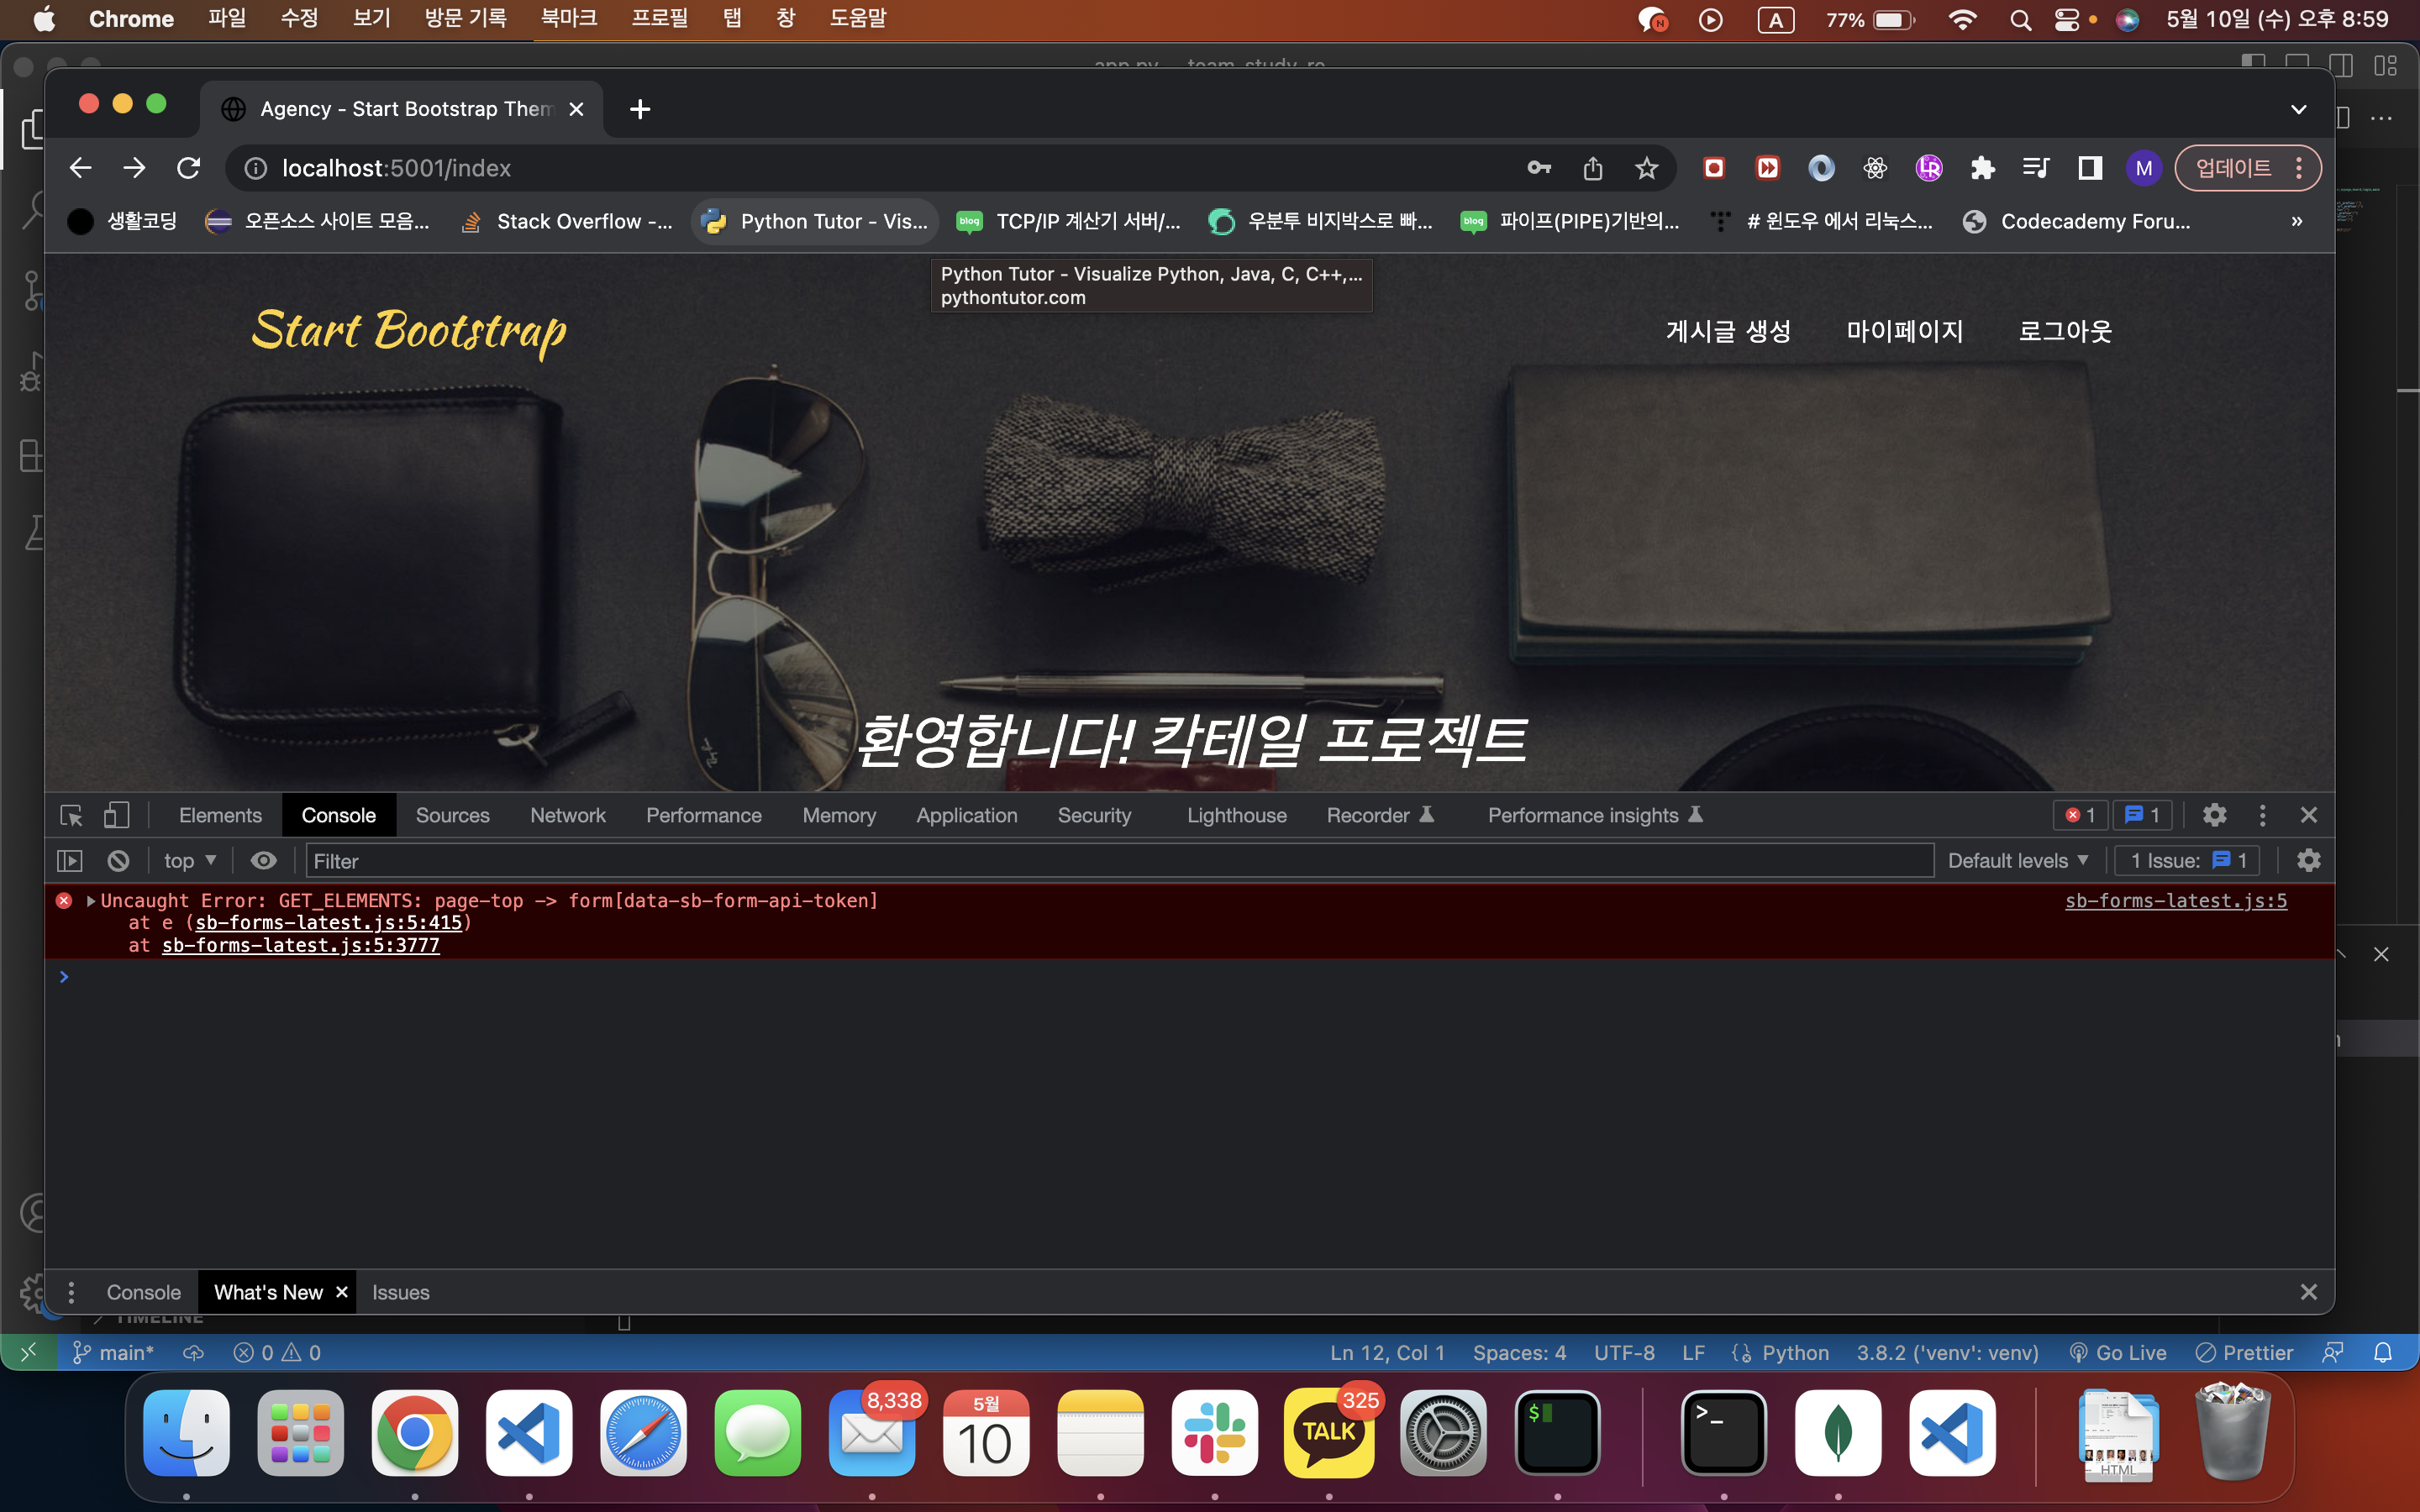 Chrome 파일 수정 보기 방문 기록 북마크 프로필 탭 창 도움말 A 77% 5월 10일 (수) 오후 8:59
Agency - Start Bootstrap Them
localhost:5001/index M 업데이트
생활코딩 오픈소스 사이트 모음... Stack Overflow -... Python Tutor - Vis... blog TCP/IP 계산기 서버/... 우분투 비지박스로 빠... blog 파이프(PIPE)기반의... # 윈도우 에서 리눅스... Codecademy Foru... »
Python Tutor - Visualize Python, Java, C, C++,...
pythontutor.com
Start Bootstrap 게시글 생성 마이페이지 로그아웃
환영합니다! 칵테일 프로젝트
Elements Console Sources Network Performance Memory Application Security Lighthouse Recorder Performance insights 1 1
top Filter Default levels 1 Issue: 1
Uncaught Error: GET_ELEMENTS: page-top -> form[data-sb-form-api-token] sb-forms-latest.js:5
at e (sb-forms-latest.js:5:415)
at sb-forms-latest.js:5:3777
Console What's New Issues
TIMELINE
main* 0 0 Ln 12, Col 1 Spaces: 4 UTF-8 LF Python 3.8.2 ('venv': venv) Go Live Prettier
8,338 5월 10 325 TALK $ >_ HTML